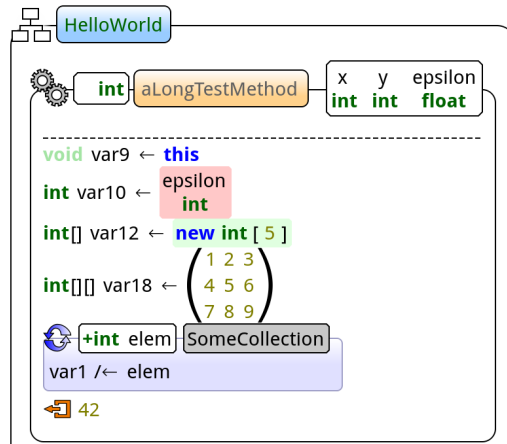 HelloWorld
int aLongTestMethod x y epsilon
int int float
void var9 ← this
int var10 ← epsilon
int
int[] var12 ← new int [ 5 ]
1 2 3
int[][] var18 ← 4 5 6
7 8 9
+int elem SomeCollection
var1 /← elem
42